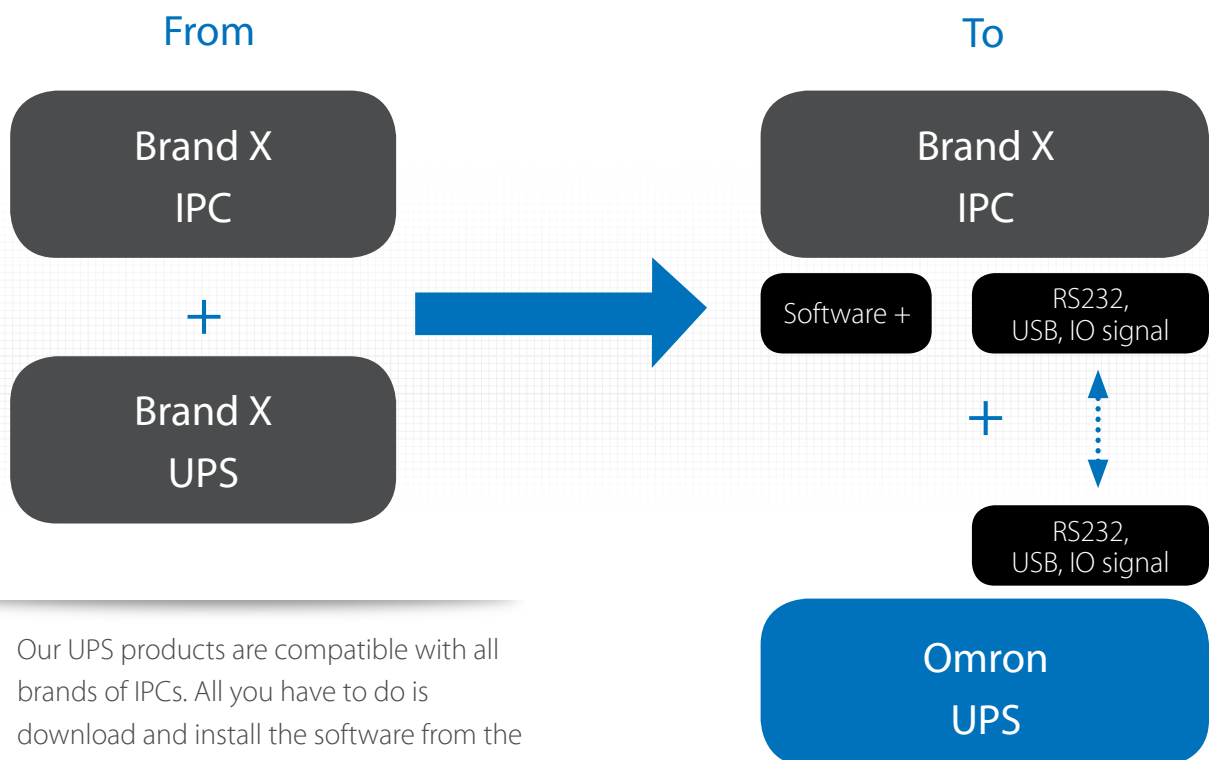 From
Brand X
IPC
+
Brand X
UPS
Our UPS products are compatible with all
brands of IPCs. All you have to do is
download and install the software from the
To
Brand X
IPC
Software +
RS232,
USB, IO signal
+
RS232,
USB, IO signal
Omron
UPS